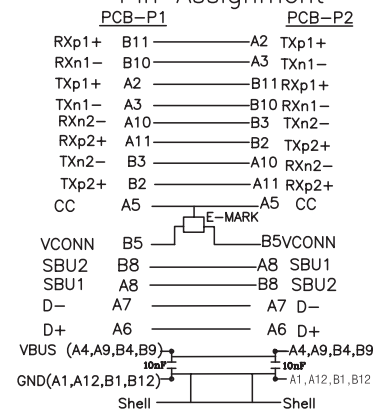 PCB-P1 PCB-P2
RXp1+ B11 A2 TXp1+
RXn1- B10 A3 TXn1-
TXp1+ A2 B11 RXp1+
TXn1- A3 B10 RXn1-
RXn2- A10 B3 TXn2-
RXp2+ A11 B2 TXp2+
TXn2- B3 A10 RXn2-
TXp2+ B2 A11 RXp2+
CC A5 A5 CC
E-MARK
VCONN B5 B5 VCONN
SBU2 B8 A8 SBU1
SBU1 A8 B8 SBU2
D- A7 A7 D-
D+ A6 A6 D+
VBUS (A4,A9,B4,B9) A4,A9,B4,B9
10nF 10nF
GND(A1,A12,B1,B12) A1,A12,B1,B12
Shell Shell